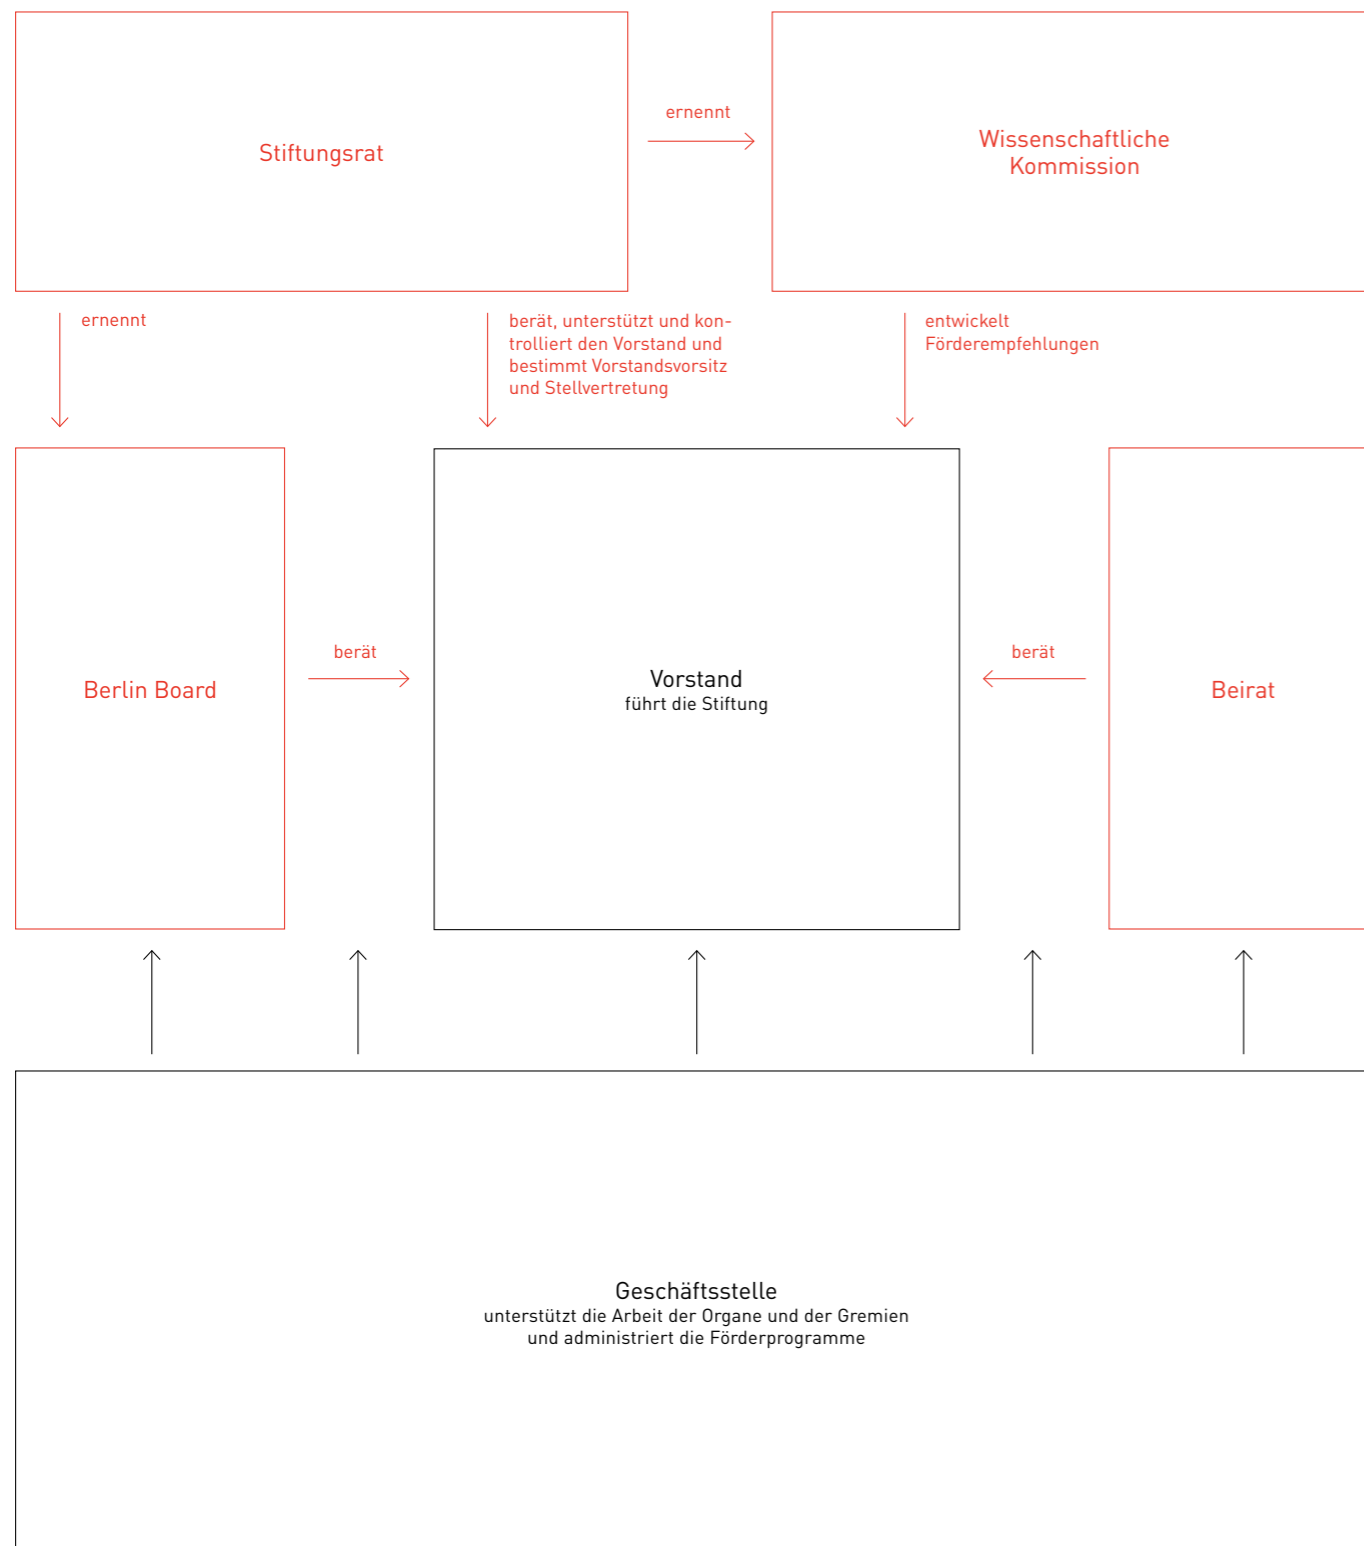 Stiftungsrat
ernennt
Wissenschaftliche
Kommission
ernennt
berät, unterstützt und kon-
trolliert den Vorstand und
bestimmt Vorstandsvorsitz
und Stellvertretung
entwickelt
Förderempfehlungen
Berlin Board
berät
Vorstand
führt die Stiftung
berät
Beirat
Geschäftsstelle
unterstützt die Arbeit der Organe und der Gremien
und administriert die Förderprogramme